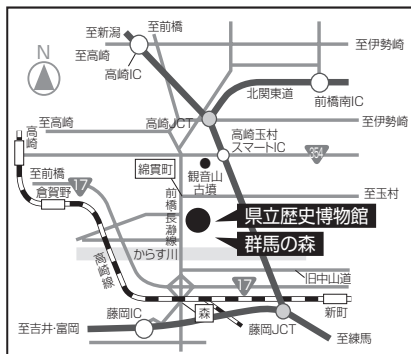 至新潟
至前橋
N
至高崎
至伊勢崎
高崎IC
北関東道
前橋南IC
高崎
至高崎
高崎JCT
至伊勢崎
高崎玉村
スマートIC
354
綿貫町
観音山
古墳
至前橋
17
至玉村
倉賀野
前橋長瀞線
県立歴史博物館
群馬の森
からす川
高崎線
17
旧中山道
藤岡IC
森
新町
至吉井・富岡
藤岡JCT
至練馬